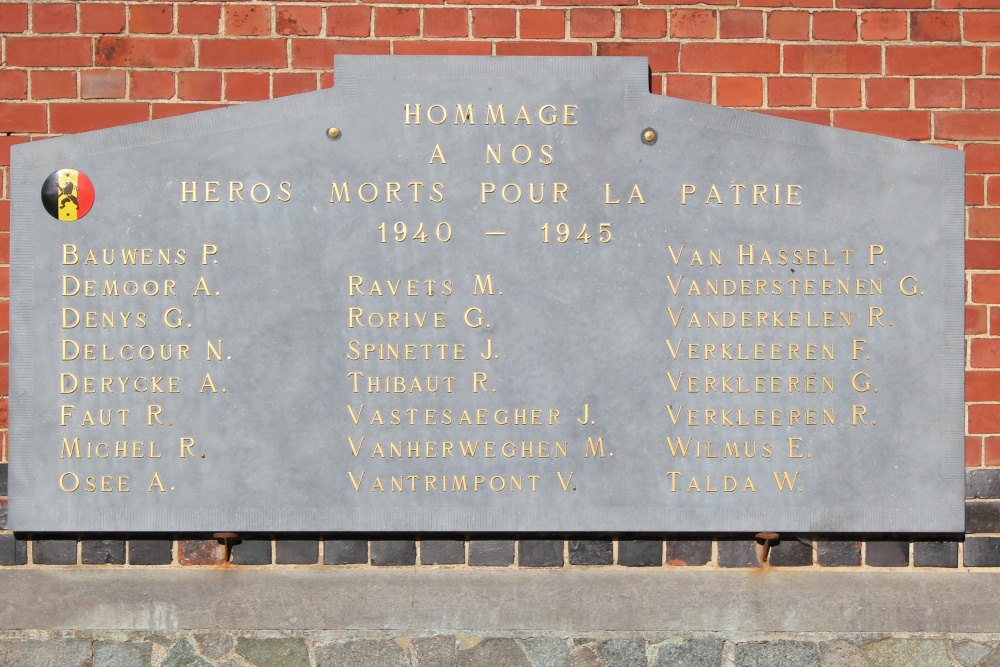 HOMMAGE
A NOS
HEROS MORTS POUR LA PATRIE
1940 – 1945
BAUWENS P.
DEMOOR A.
DENYS G.
DELCOUR N.
DERYCKE A.
FAUT R.
MICHEL R.
OSEE A.
RAVETS M.
RORIVE G.
SPINETTE J.
THIBAUT R.
VASTESAEGHER J.
VANHERWEGHEN M.
VANTRIMPONT V.
VAN HASSELT P.
VANDERSTEENEN G.
VANDERKELEN R.
VERKLEEREN F.
VERKLEEREN G.
VERKLEEREN R.
WILMUS E.
TALDA W.